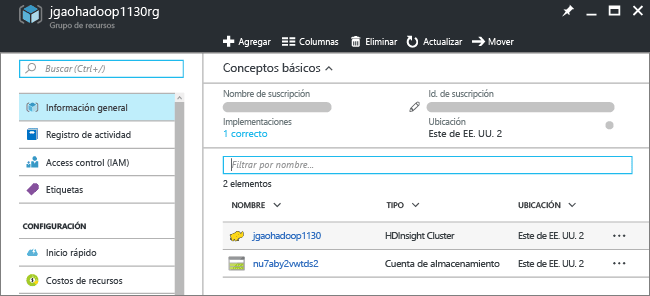 jgaohadoop1130rg
Grupo de recursos
Agregar Columnas Eliminar Actualizar Mover
Buscar (Ctrl+/)
Información general
Registro de actividad
Access control (IAM)
Etiquetas
CONFIGURACIÓN
Inicio rápido
Costos de recursos
Conceptos básicos
Nombre de suscripción Id. de suscripción
Implementaciones Ubicación
1 correcto Este de EE. UU. 2
Filtrar por nombre...
2 elementos
NOMBRE TIPO UBICACIÓN
jgaohadoop1130 HDInsight Cluster Este de EE. UU. 2
nu7aby2vwtds2 Cuenta de almacenamiento Este de EE. UU. 2